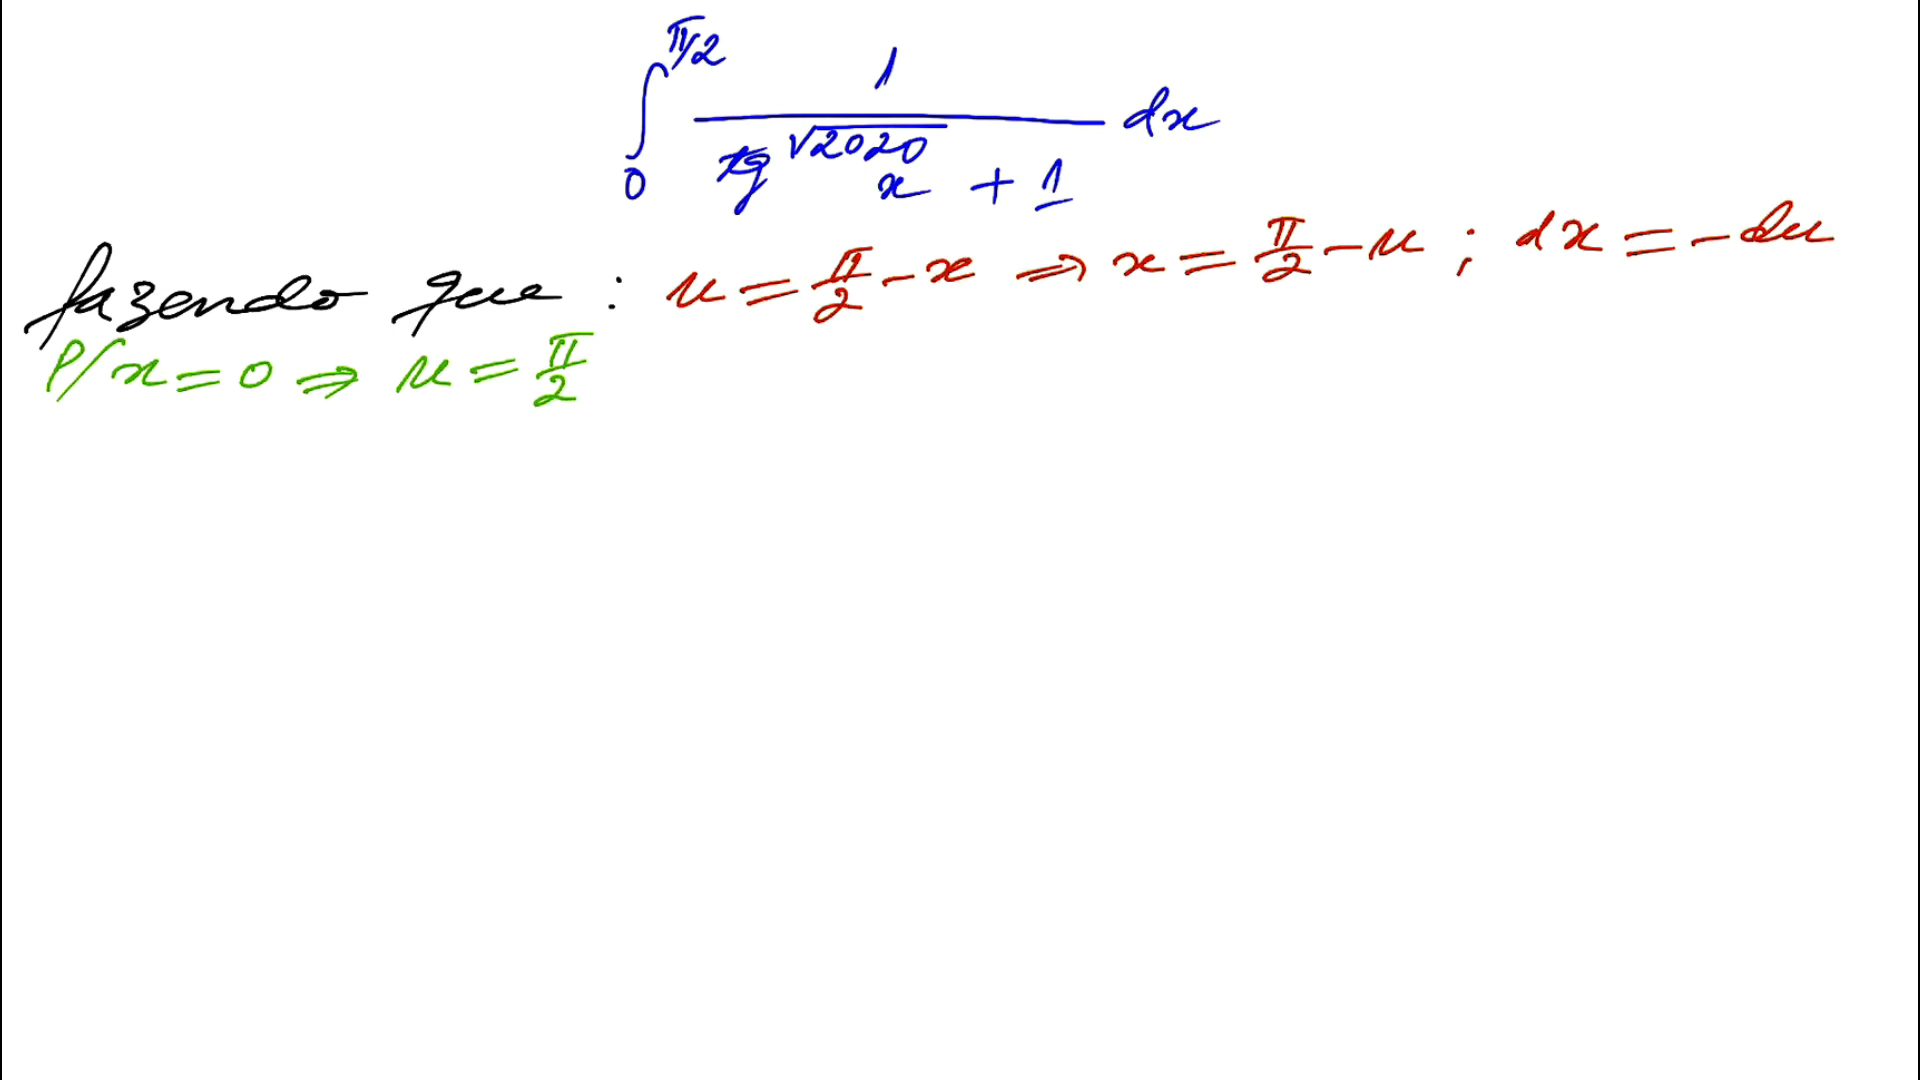 ∫₀^{π/2} 1/(tg^{√2020} x + 1) dx
fazendo que : u = π/2 - x ⇒ x = π/2 - u ; dx = - du
P/ x = 0 ⇒ u = π/2